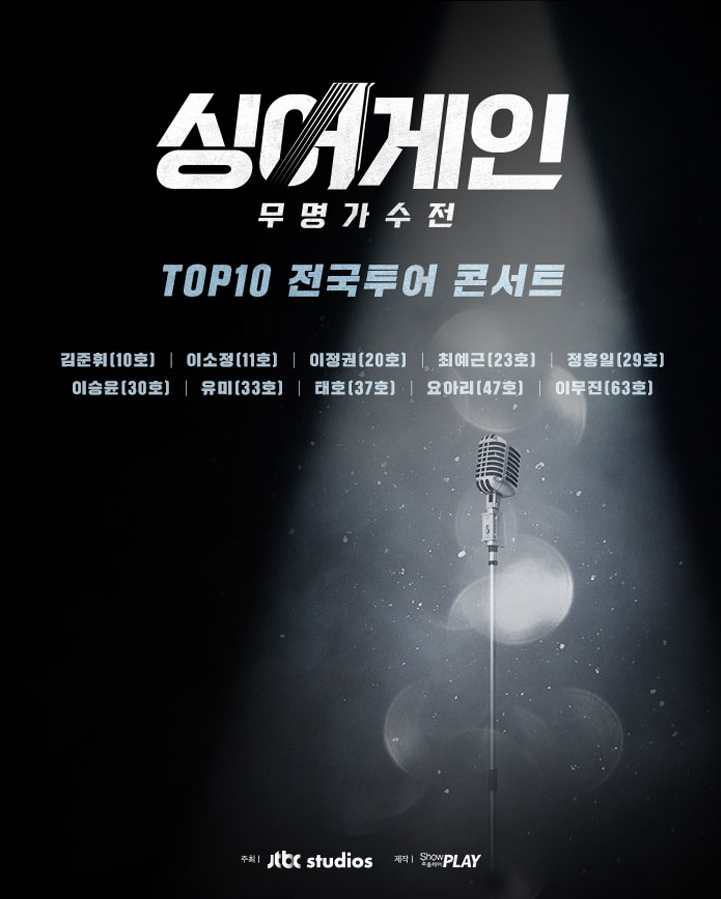 싱어게인
무명가수전
TOP10 전국투어 콘서트
김준휘(10호) | 이소정(11호) | 이정권(20호) | 최예근(23호) | 정홍일(29호)
이승윤(30호) | 유미(33호) | 태호(37호) | 요아리(47호) | 이무진(63호)
주최 | Jtbc studios 제작 | Show 쇼플레이 PLAY